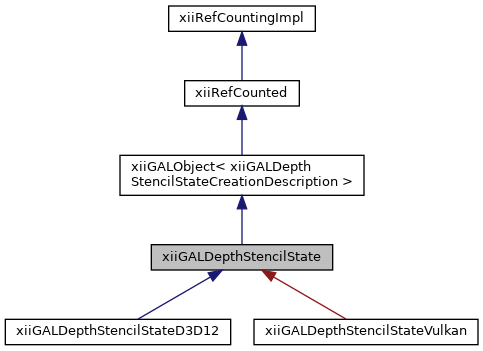 xiiRefCountingImpl
xiiRefCounted
xiiGALObject< xiiGALDepth
StencilStateCreationDescription >
xiiGALDepthStencilState
xiiGALDepthStencilStateD3D12
xiiGALDepthStencilStateVulkan